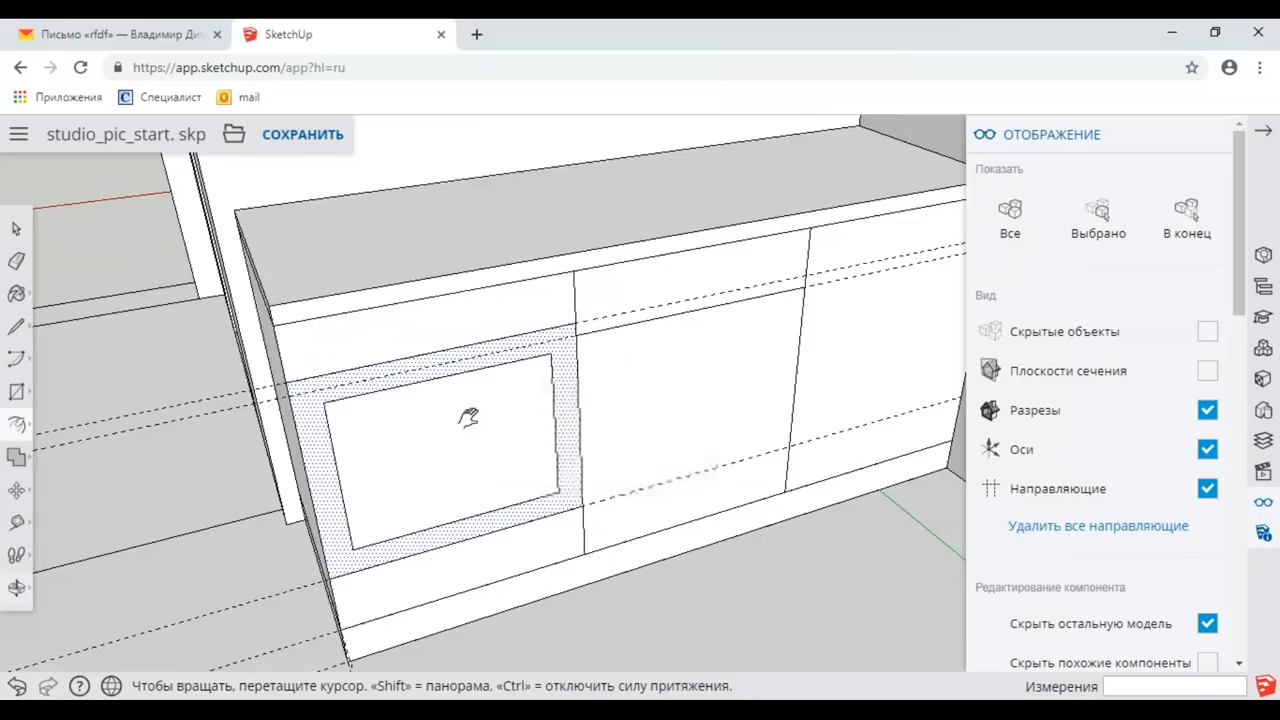 Письмо «rfdf» — Владимир Дич
SketchUp
https://app.sketchup.com/app?hl=ru
Приложения
Специалист
mail
studio_pic_start. skp
СОХРАНИТЬ
ОТОБРАЖЕНИЕ
Показать
Все Выбрано В конец
Вид
Скрытые объекты
Плоскости сечения
Разрезы
Оси
Направляющие
Удалить все направляющие
Редактирование компонента
Скрыть остальную модель
Скрыть похожие компоненты
Чтобы вращать, перетащите курсор. «Shift» = панорама, «Ctrl» = отключить силу притяжения.
Измерения